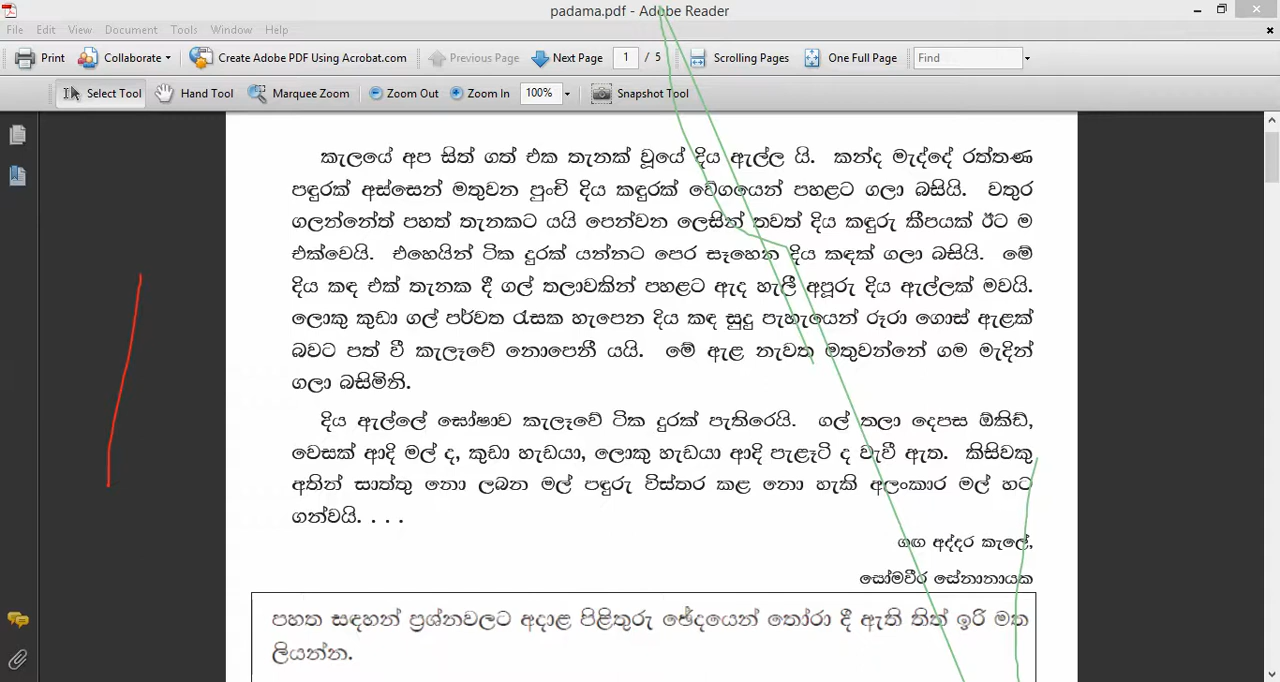 padama.pdf - Adobe Reader
File Edit View Document Tools Window Help
Print Collaborate Create Adobe PDF Using Acrobat.com Previous Page Next Page 1 / 5 Scrolling Pages One Full Page Find
Select Tool Hand Tool Marquee Zoom Zoom Out Zoom In 100% Snapshot Tool
කැලයේ අප සිත් ගත් එක තැනක් වූයේ දිය ඇල්ල යි. කන්ද මැද්දේ රත්තණ
පඳුරක් අස්සෙන් මතුවන පුංචි දිය කඳුරක් වේගයෙන් පහළට ගලා බසියි. වතුර
ගලන්නේත් පහත් තැනකට යයි පෙන්වන ලෙසින් තවත් දිය කඳුරු කීපයක් ඊට ම
එක්වෙයි. එහෙයින් ටික දුරක් යන්නට පෙර සෑහෙන දිය කඳක් ගලා බසියි. මේ
දිය කඳ එක් තැනක දී ගල් තලාවකින් පහළට ඇද හැලී අපූරු දිය ඇල්ලක් මවයි.
ලොකු කුඩා ගල් පර්වත රැසක හැපෙන දිය කඳ සුදු පැහැයෙන් රූරා ගොස් ඇළක්
බවට පත් වී කැලෑවේ නොපෙනී යයි. මේ ඇළ නැවත මතුවන්නේ ගම මැදින්
ගලා බසිමිනි.
දිය ඇල්ලේ ඝෝෂාව කැලෑවේ ටික දුරක් පැතිරෙයි. ගල් තලා දෙපස ඕකිඩ්,
වෙසක් ආදි මල් ද, කුඩා හැඩයා, ලොකු හැඩයා ආදි පැළෑටි ද වැවී ඇත. කිසිවකු
අතින් සාත්තු නො ලබන මල් පඳුරු විස්තර කළ නො හැකි අලංකාර මල් හට
ගන්වයි. . . .
ගඟ අද්දර කැලේ,
සෝමවීර සේනානායක
පහත සඳහන් ප්‍රශ්නවලට අදාළ පිළිතුරු ඡේදයෙන් තෝරා දී ඇති තිත් ඉරි මත
ලියන්න.